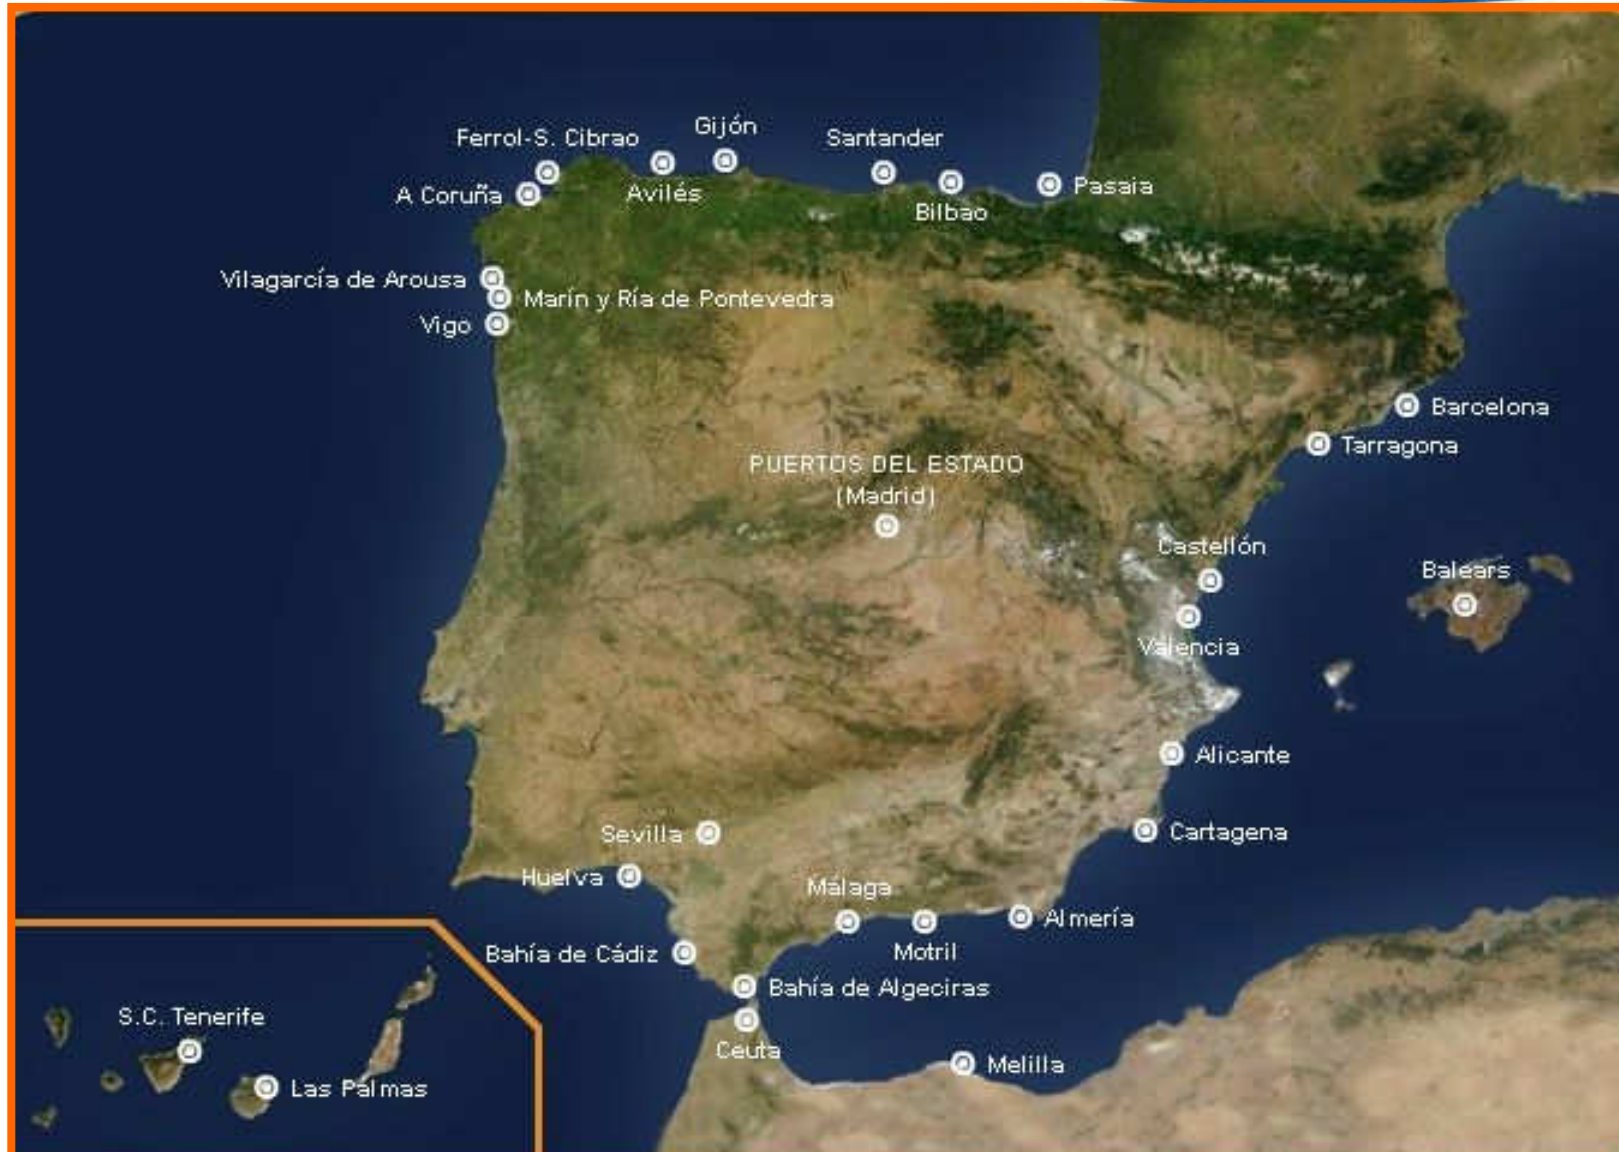 Gijón
Ferrol-S. Cibrao
Santander
A Coruña
Avilés
Bilbao
Pasaia
Vilagarcía de Arousa
Marín y Ría de Pontevedra
Vigo
Barcelona
Tarragona
PUERTOS DEL ESTADO
(Madrid)
Castellón
Balears
Valencia
Alicante
Sevilla
Cartagena
Huelva
Málaga
Almería
Motril
Bahía de Cádiz
Bahía de Algeciras
S.C. Tenerife
Ceuta
Melilla
Las Palmas